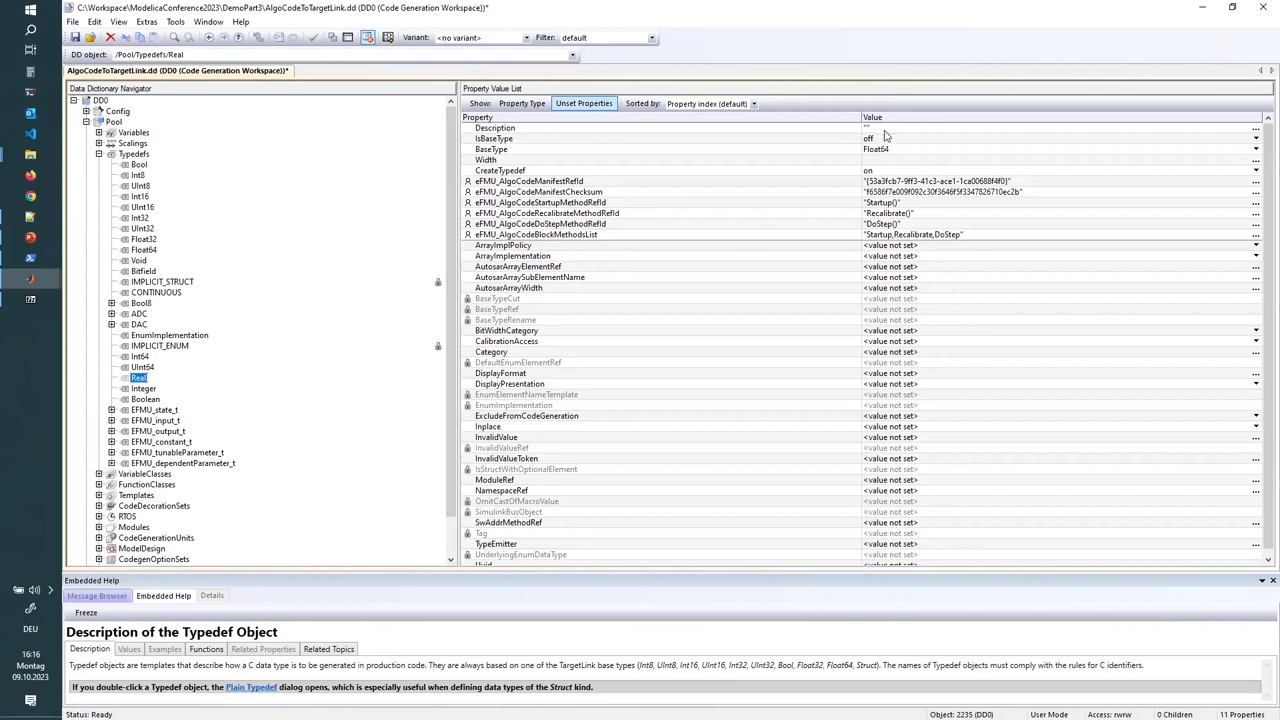 C:\Workspace\ModelicaConference2023\DemoPart3\AlgoCodeToTargetLink.dd (DD0 (Code Generation Workspace))*
File Edit View Extras Tools Window Help
Variant: <no variant> Filter: default
DD object: /Pool/Typedefs/Real
AlgoCodeToTargetLink.dd (DD0 (Code Generation Workspace))*
Data Dictionary Navigator
DD0
Config
Pool
Variables
Scalings
Typedefs
Bool
Int8
UInt8
Int16
UInt16
Int32
UInt32
Float32
Float64
Void
Bitfield
IMPLICIT_STRUCT
CONTINUOUS
Bool8
ADC
DAC
EnumImplementation
IMPLICIT_ENUM
Int64
UInt64
Real
Integer
Boolean
EFMU_state_t
EFMU_input_t
EFMU_output_t
EFMU_constant_t
EFMU_tunableParameter_t
EFMU_dependentParameter_t
VariableClasses
FunctionClasses
Templates
CodeDecorationSets
RTOS
Modules
CodeGenerationUnits
ModelDesign
CodegenOptionSets
Property Value List
Show: Property Type Unset Properties Sorted by: Property index (default)
Property Value
Description ""
IsBaseType off
BaseType Float64
Width
CreateTypedef on
eFMU_AlgoCodeManifestRefId "{53a3fcb7-9ff3-41c3-ace1-1ca00688f4f0}"
eFMU_AlgoCodeManifestChecksum "f6586f7e009f092c30f3646f5f3347826710ec2b"
eFMU_AlgoCodeStartupMethodRefId "Startup()"
eFMU_AlgoCodeRecalibrateMethodRefId "Recalibrate()"
eFMU_AlgoCodeDoStepMethodRefId "DoStep()"
eFMU_AlgoCodeBlockMethodsList "Startup,Recalibrate,DoStep"
ArrayImplPolicy <value not set>
ArrayImplementation <value not set>
AutosarArrayElementRef <value not set>
AutosarArraySubElementName <value not set>
AutosarArrayWidth <value not set>
BaseTypeCut <value not set>
BaseTypeRef <value not set>
BaseTypeRename <value not set>
BitWidthCategory <value not set>
CalibrationAccess <value not set>
Category <value not set>
DefaultEnumElementRef <value not set>
DisplayFormat <value not set>
DisplayPresentation <value not set>
EnumElementNameTemplate <value not set>
EnumImplementation <value not set>
ExcludeFromCodeGeneration <value not set>
Inplace <value not set>
InvalidValue <value not set>
InvalidValueRef <value not set>
InvalidValueToken <value not set>
IsStructWithOptionalElement <value not set>
ModuleRef <value not set>
NamespaceRef <value not set>
OmitCastOfMacroValue <value not set>
SimulinkBusObject <value not set>
SwAddrMethodRef <value not set>
Tag <value not set>
TypeEmitter <value not set>
UnderlyingEnumDataType <value not set>
Uuid <value not set>
Embedded Help
Message Browser Embedded Help Details
Freeze
Description of the Typedef Object
Description Values Examples Functions Related Properties Related Topics
Typedef objects are templates that describe how a C data type is to be generated in production code. They are always based on one of the TargetLink base types (Int8, UInt8, Int16, UInt16, Int32, UInt32, Bool, Float32, Float64, Struct). The names of Typedef objects must comply with the rules for C identifiers.
If you double-click a Typedef object, the Plain Typedef dialog opens, which is especially useful when defining data types of the Struct kind.
Status: Ready Object: 2235 (DD0) User Mode Access: rwrw 0 Children 11 Properties
DEU
16:16
Montag
09.10.2023